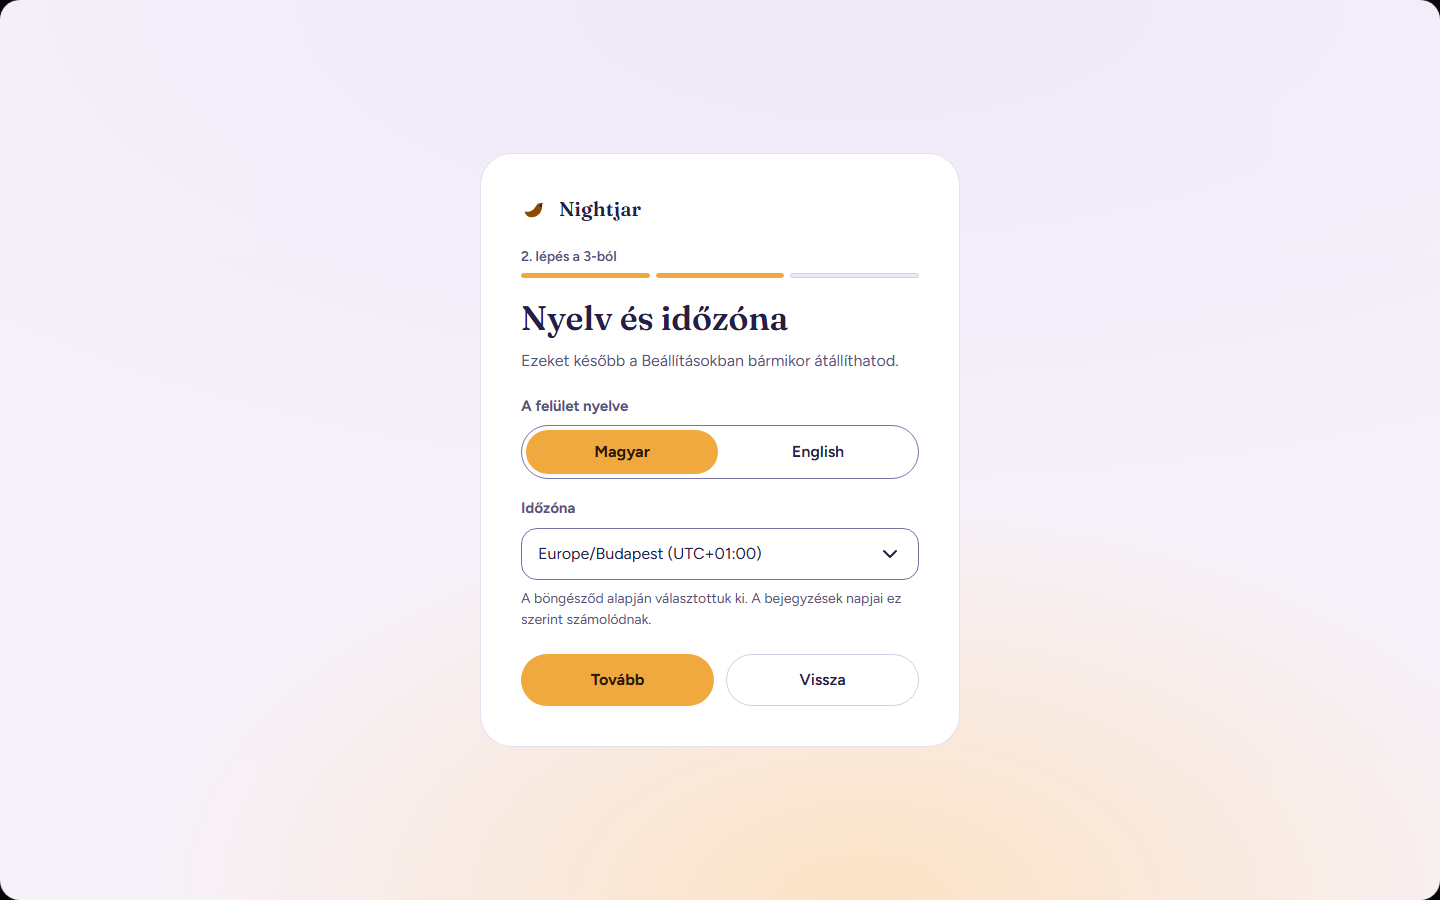 Nightjar
2. lépés a 3-ból
Nyelv és időzóna
Ezeket később a Beállításokban bármikor átállíthatod.
A felület nyelve
Magyar
English
Időzóna
Europe/Budapest (UTC+01:00)
A böngésződ alapján választottuk ki. A bejegyzések napjai ez
szerint számolódnak.
Tovább
Vissza